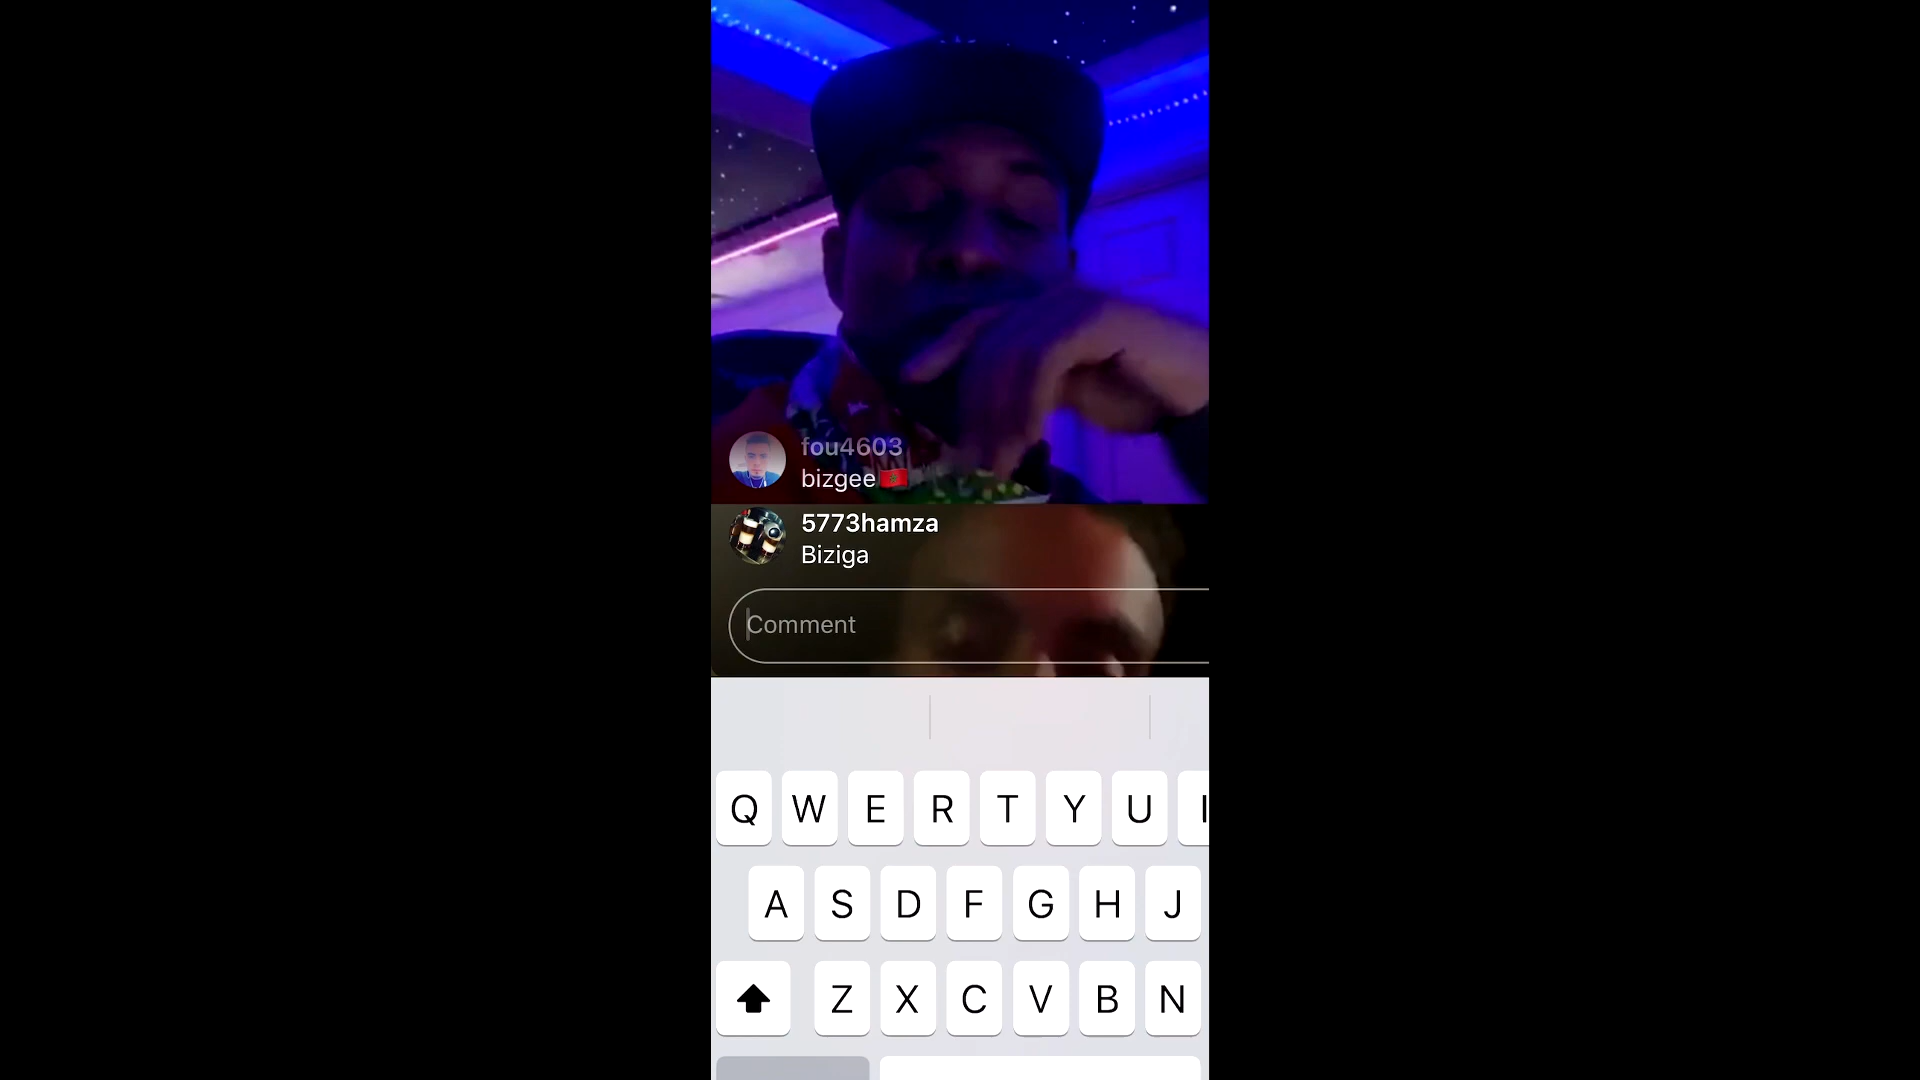 fou4603
bizgee🇲🇦
5773hamza
Biziga
Comment
Q W E R T Y U I
A S D F G H J
Z X C V B N